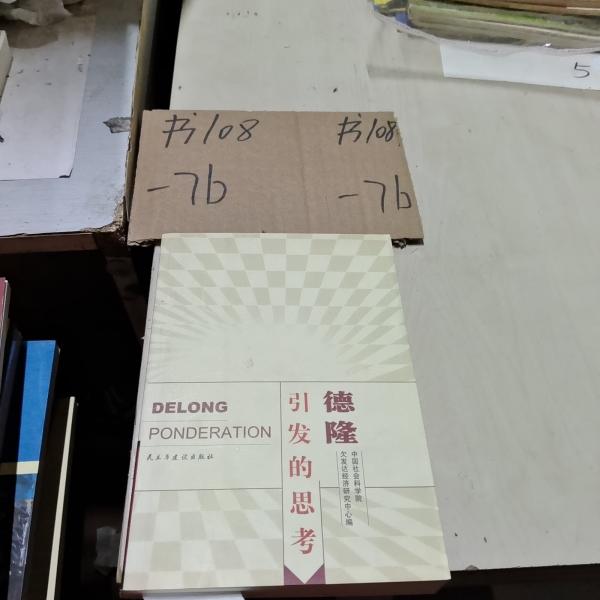 5
书108
书108
-7b
-7b
DELONG
PONDERATION
民主与建设出版社
德隆
引发的思考
中国社会科学院
欠发达经济研究中心编